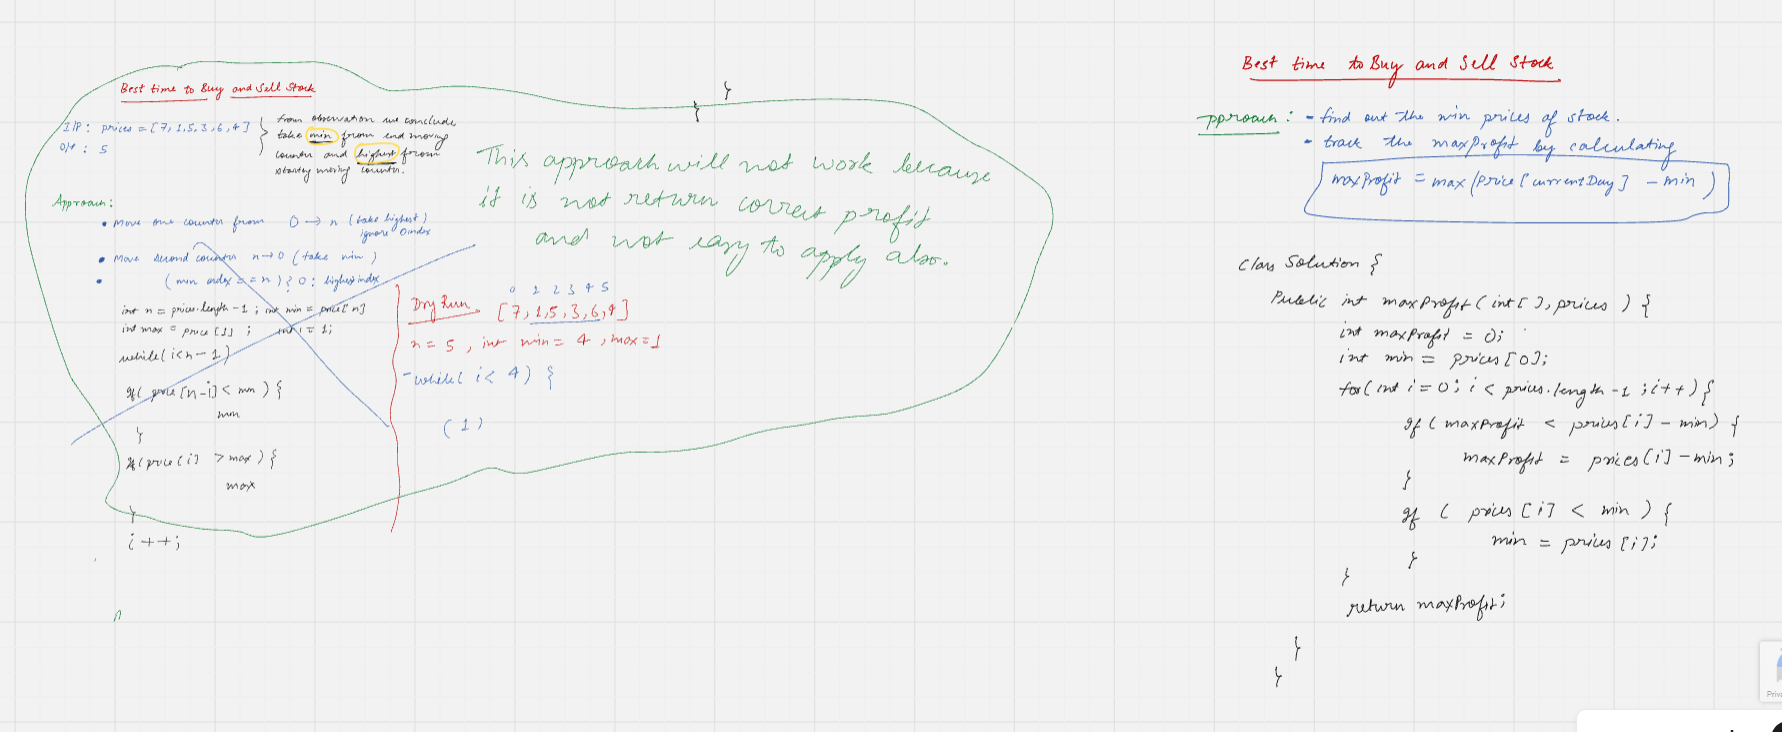 Best time to Buy and Sell Stock
I/P : prices = [7, 1, 5, 3, 6, 4]
O/P : 5
from observation we conclude
take min from end moving
counter and highest from
starting moving counter.
Approach:
• Move one counter from 0 → n (take highest)
ignore 0 index
• Move second counter n→0 (take min)
• (min index == n) ? 0 : highest index
int n = prices.length -1 ; int min = price[n]
int max = price[1] ; int i = 1;
while(i<n-1)
if( price[n-i] < min ) {
min
}
if(price[i] > max ) {
max
}
i++;
n
}
}
This approach will not work because
it is not return correct profit
and not easy to apply also.
Dry Run
0 1 2 3 4 5
[7, 1, 5, 3, 6, 4]
n = 5 , int min = 4 , max = 1
while( i < 4) {
(1)
Best time to Buy and Sell Stock
pproach : - find out the min prices of stock.
• track the maxProfit by calculating
maxProfit = max(Price[currentDay] - min)
class Solution {
Public int maxProfit( int[], prices ) {
int maxProfit = 0;
int min = prices[0];
for( int i = 0; i < prices.length -1 ; i++) {
if ( maxProfit < prices[i] - min) {
maxProfit = prices[i] - min;
}
if ( prices [i] < min ) {
min = prices [i];
}
}
return maxProfit;
}
}
Priv